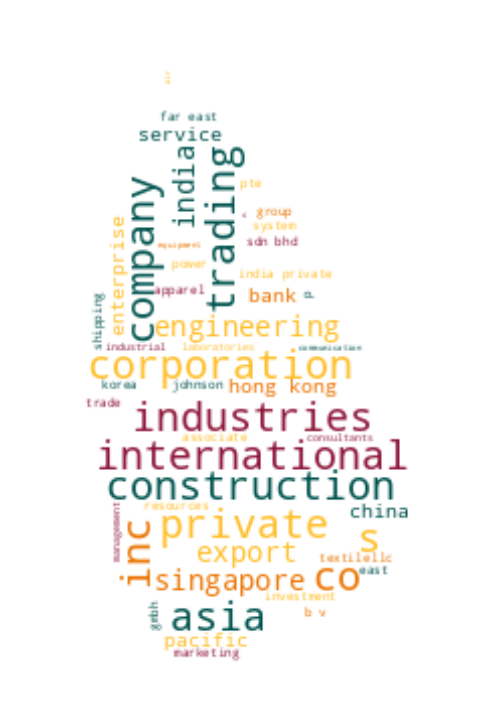 air
far east
service
india
trading
company
pte
c
group
system
sdn bhd
equipment
enterprise
power
india private
apparel
bank
p
shipping
engineering
industrial
laboratories
communication
corporation
korea
johnson
hong kong
trade
industries
associate
consultants
international
construction
management
resources
china
private
s
inc
export
textilellc
east
singapore
co
investment
gmbh
asia
b v
pacific
marketing